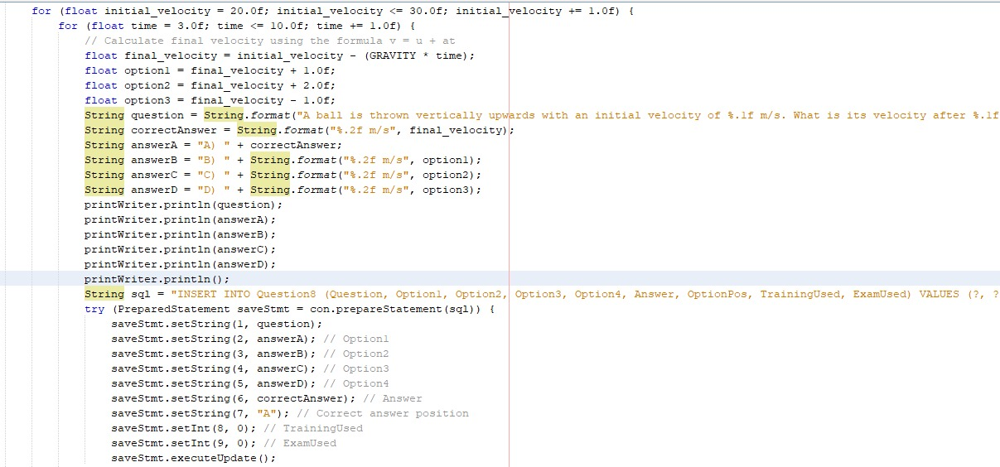 for (float initial_velocity = 20.0f; initial_velocity <= 30.0f; initial_velocity += 1.0f) {
for (float time = 3.0f; time <= 10.0f; time += 1.0f) {
// Calculate final velocity using the formula v = u + at
float final_velocity = initial_velocity - (GRAVITY * time);
float option1 = final_velocity + 1.0f;
float option2 = final_velocity + 2.0f;
float option3 = final_velocity - 1.0f;
String question = String.format("A ball is thrown vertically upwards with an initial velocity of %.1f m/s. What is its velocity after %.1f
String correctAnswer = String.format("%.2f m/s", final_velocity);
String answerA = "A) " + correctAnswer;
String answerB = "B) " + String.format("%.2f m/s", option1);
String answerC = "C) " + String.format("%.2f m/s", option2);
String answerD = "D) " + String.format("%.2f m/s", option3);
printWriter.println(question);
printWriter.println(answerA);
printWriter.println(answerB);
printWriter.println(answerC);
printWriter.println(answerD);
printWriter.println();
String sql = "INSERT INTO Question8 (Question, Option1, Option2, Option3, Option4, Answer, OptionPos, TrainingUsed, ExamUsed) VALUES (?, ?
try (PreparedStatement saveStmt = con.prepareStatement(sql)) {
saveStmt.setString(1, question);
saveStmt.setString(2, answerA); // Option1
saveStmt.setString(3, answerB); // Option2
saveStmt.setString(4, answerC); // Option3
saveStmt.setString(5, answerD); // Option4
saveStmt.setString(6, correctAnswer); // Answer
saveStmt.setString(7, "A"); // Correct answer position
saveStmt.setInt(8, 0); // TrainingUsed
saveStmt.setInt(9, 0); // ExamUsed
saveStmt.executeUpdate();